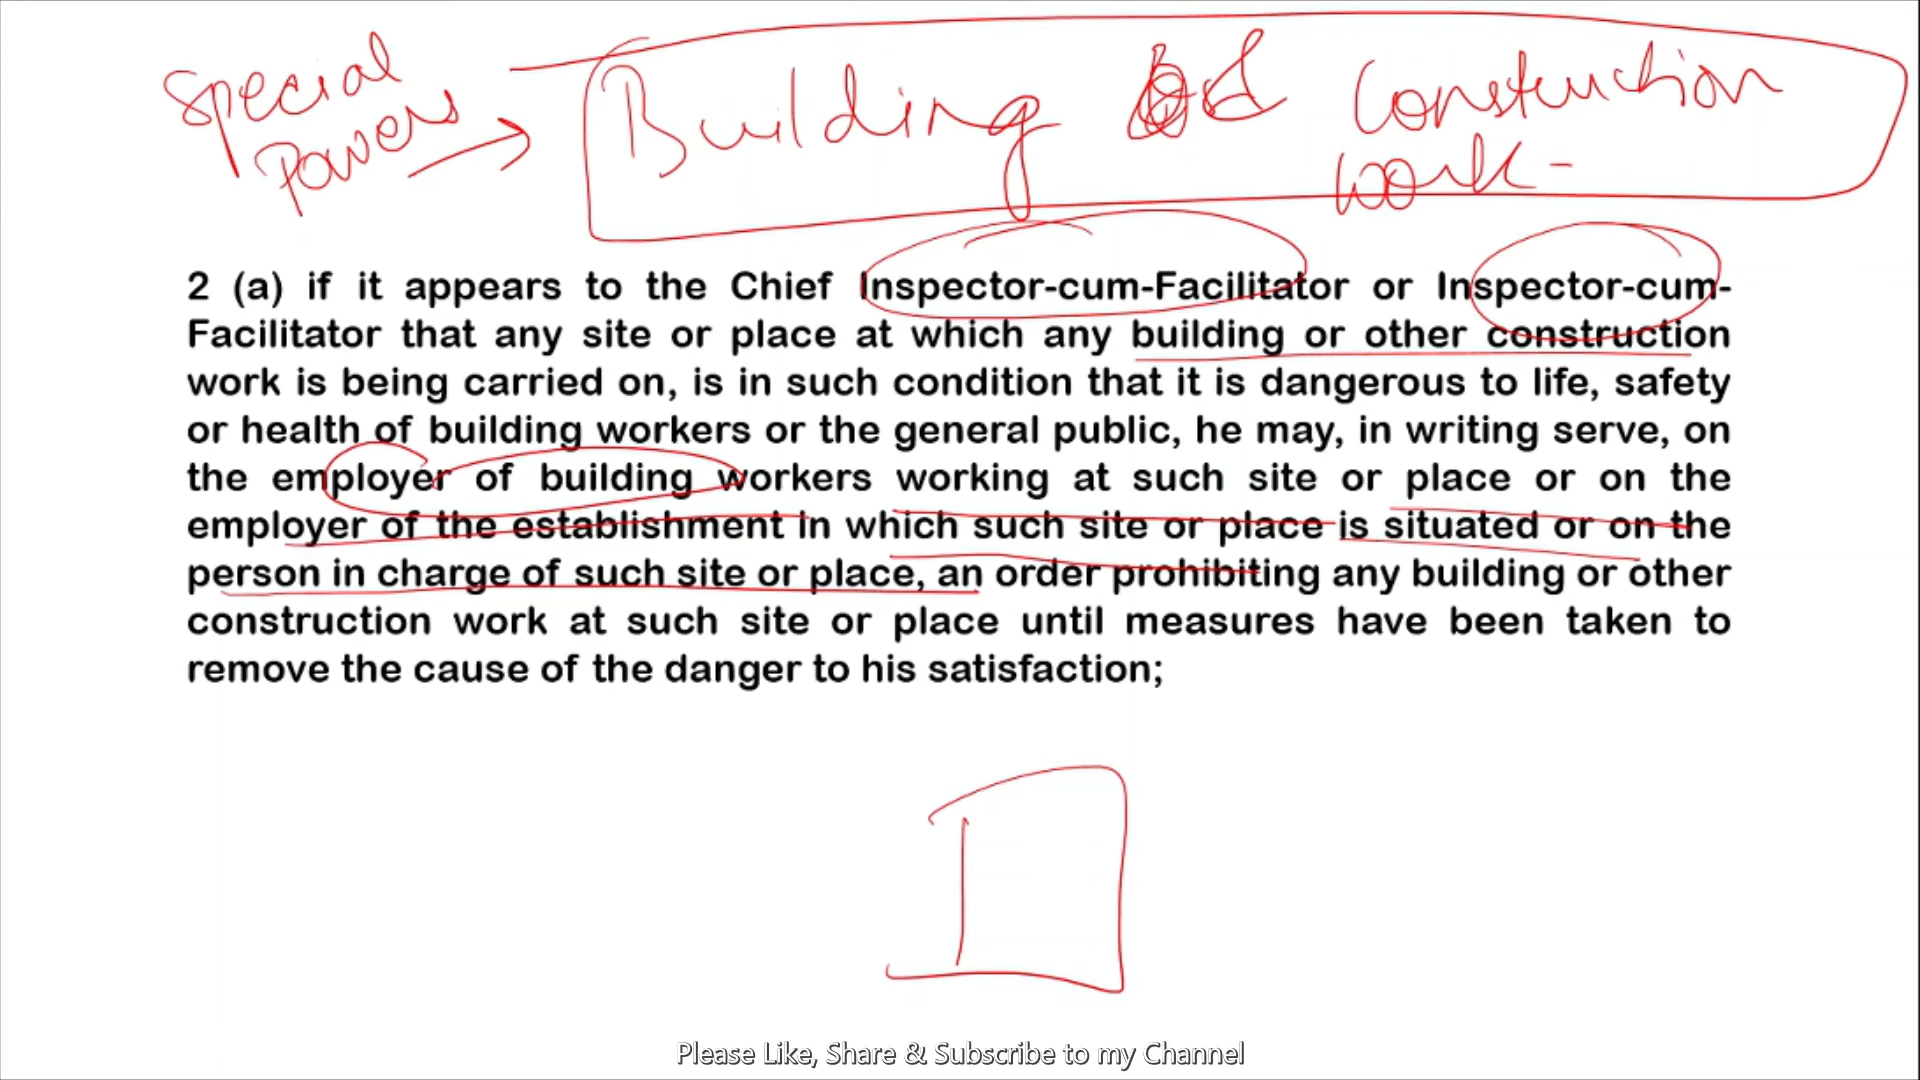 Special
Powers
Building
Construction
work -
2 (a) if it appears to the Chief Inspector-cum-Facilitator or Inspector-cum-
Facilitator that any site or place at which any building or other construction
work is being carried on, is in such condition that it is dangerous to life, safety
or health of building workers or the general public, he may, in writing serve, on
the employer of building workers working at such site or place or on the
employer of the establishment in which such site or place is situated or on the
person in charge of such site or place, an order prohibiting any building or other
construction work at such site or place until measures have been taken to
remove the cause of the danger to his satisfaction;
Please Like, Share & Subscribe to my Channel